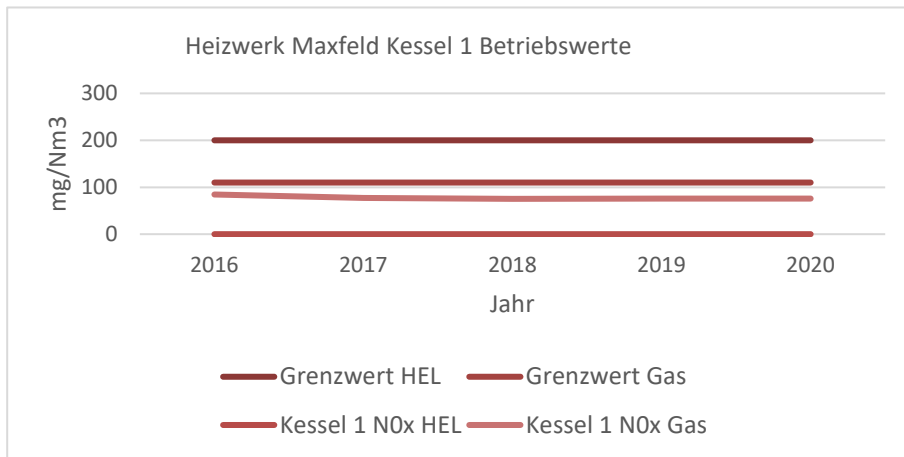 Heizwerk Maxfeld Kessel 1 Betriebswerte
300
200
100
0
mg/Nm3
2016 2017 2018 2019 2020
Jahr
Grenzwert HEL Grenzwert Gas
Kessel 1 N0x HEL Kessel 1 N0x Gas